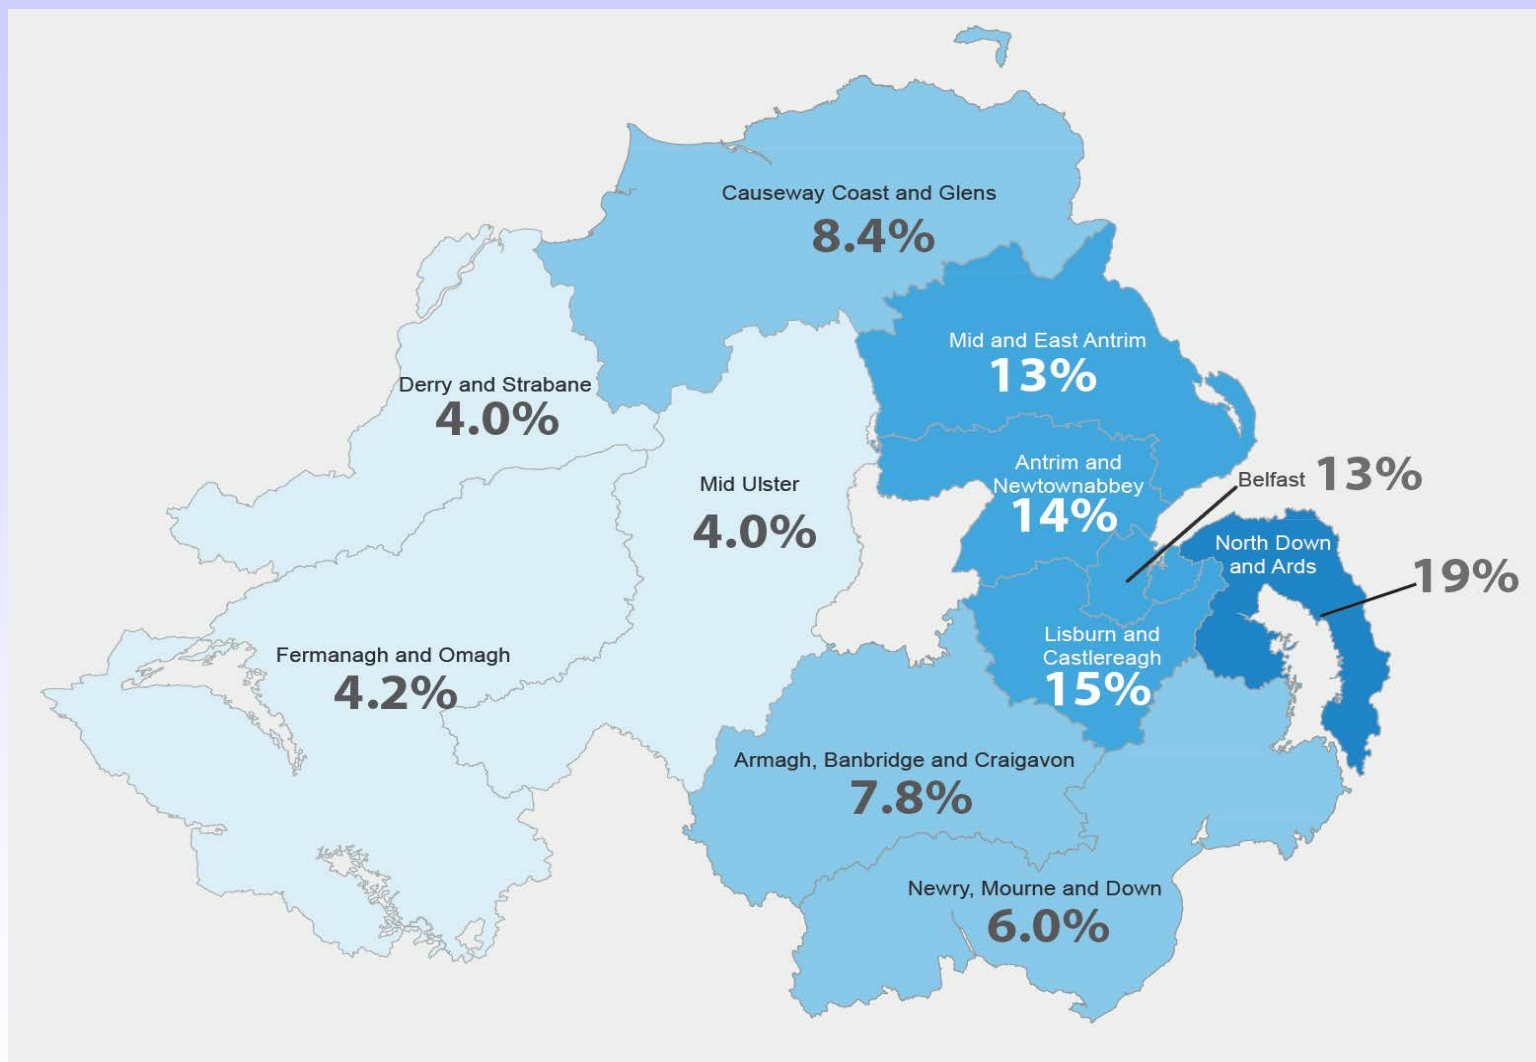 Causeway Coast and Glens
8.4%
Mid and East Antrim
13%
Derry and Strabane
4.0%
Antrim and
Newtownabbey
14%
Belfast 13%
Mid Ulster
4.0%
North Down
and Ards
19%
Lisburn and
Castlereagh
15%
Fermanagh and Omagh
4.2%
Armagh, Banbridge and Craigavon
7.8%
Newry, Mourne and Down
6.0%